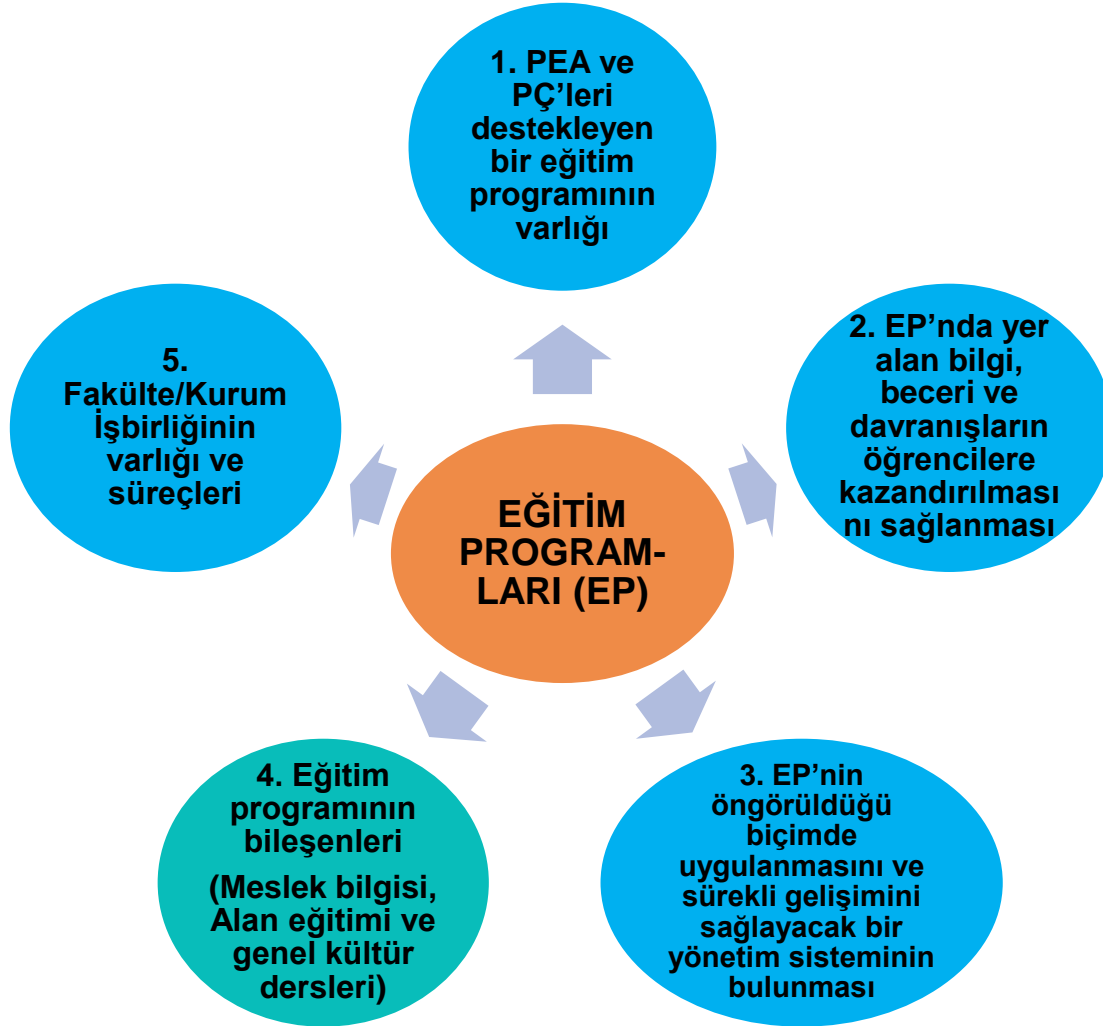 1. PEA ve
PÇ’leri
destekleyen
bir eğitim
programının
varlığı
2. EP’nda yer
alan bilgi,
beceri ve
davranışların
öğrencilere
kazandırılması
nı sağlanması
3. EP’nin
öngörüldüğü
biçimde
uygulanmasını ve
sürekli gelişimini
sağlayacak bir
yönetim sisteminin
bulunması
4. Eğitim
programının
bileşenleri
(Meslek bilgisi,
Alan eğitimi ve
genel kültür
dersleri)
5.
Fakülte/Kurum
İşbirliğinin
varlığı ve
süreçleri
EĞİTİM
PROGRAM-
LARI (EP)